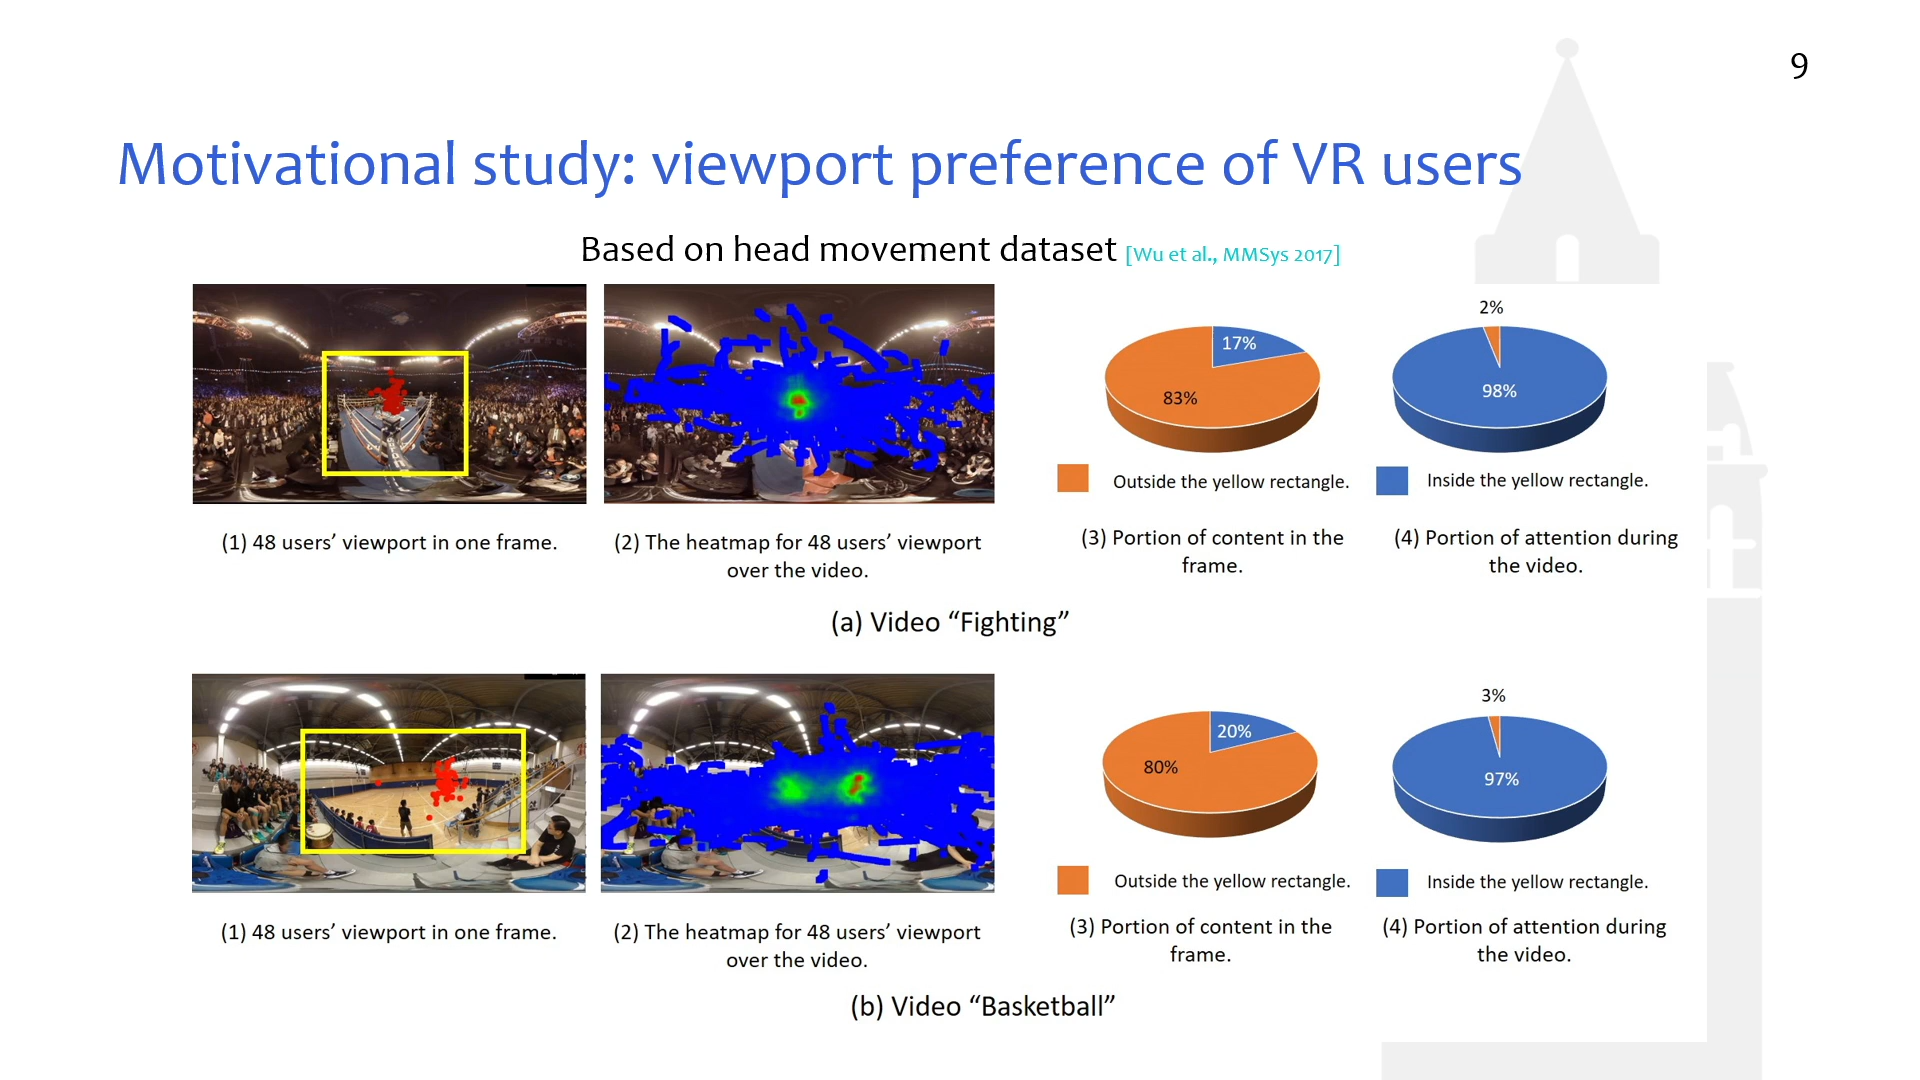 9
Motivational study: viewport preference of VR users
Based on head movement dataset [Wu et al., MMSys 2017]
17%
83%
2%
98%
Outside the yellow rectangle.
Inside the yellow rectangle.
(1) 48 users’ viewport in one frame.
(2) The heatmap for 48 users’ viewport
over the video.
(3) Portion of content in the
frame.
(4) Portion of attention during
the video.
(a) Video “Fighting”
20%
80%
3%
97%
Outside the yellow rectangle.
Inside the yellow rectangle.
(1) 48 users’ viewport in one frame.
(2) The heatmap for 48 users’ viewport
over the video.
(3) Portion of content in the
frame.
(4) Portion of attention during
the video.
(b) Video “Basketball”